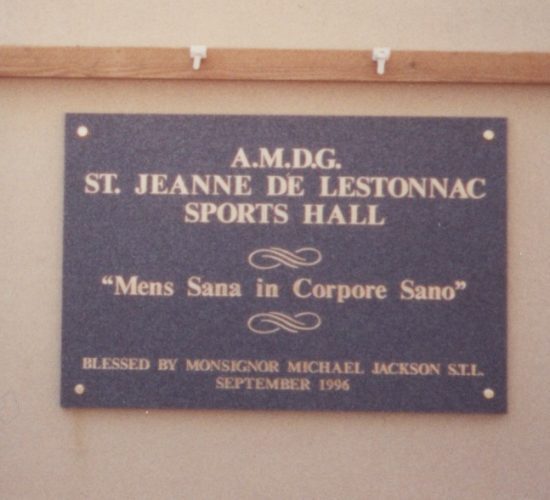 A.M.D.G.
ST. JEANNE DE LESTONNAC
SPORTS HALL
“Mens Sana in Corpore Sano”
BLESSED BY MONSIGNOR MICHAEL JACKSON S.T.L.
SEPTEMBER 1996